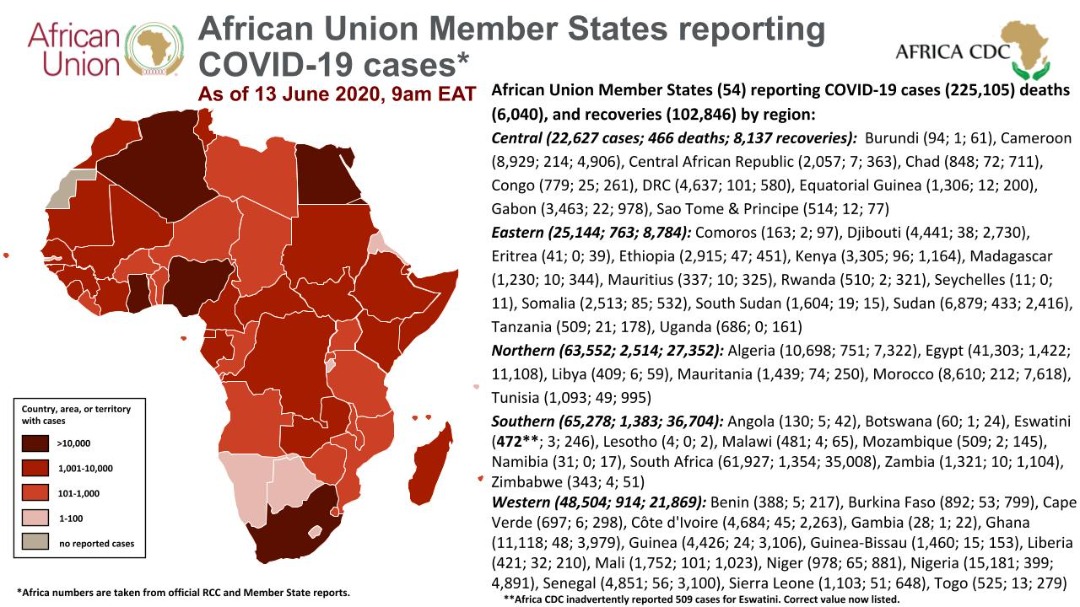 African
Union
African Union Member States reporting
COVID-19 cases*
As of 13 June 2020, 9am EAT
AFRICA CDC
African Union Member States (54) reporting COVID-19 cases (225,105) deaths
(6,040), and recoveries (102,846) by region:
Central (22,627 cases; 466 deaths; 8,137 recoveries): Burundi (94; 1; 61), Cameroon
(8,929; 214; 4,906), Central African Republic (2,057; 7; 363), Chad (848; 72; 711),
Congo (779; 25; 261), DRC (4,637; 101; 580), Equatorial Guinea (1,306; 12; 200),
Gabon (3,463; 22; 978), Sao Tome & Principe (514; 12; 77)
Eastern (25,144; 763; 8,784): Comoros (163; 2; 97), Djibouti (4,441; 38; 2,730),
Eritrea (41; 0; 39), Ethiopia (2,915; 47; 451), Kenya (3,305; 96; 1,164), Madagascar
(1,230; 10; 344), Mauritius (337; 10; 325), Rwanda (510; 2; 321), Seychelles (11; 0;
11), Somalia (2,513; 85; 532), South Sudan (1,604; 19; 15), Sudan (6,879; 433; 2,416),
Tanzania (509; 21; 178), Uganda (686; 0; 161)
Northern (63,552; 2,514; 27,352): Algeria (10,698; 751; 7,322), Egypt (41,303; 1,422;
11,108), Libya (409; 6; 59), Mauritania (1,439; 74; 250), Morocco (8,610; 212; 7,618),
Tunisia (1,093; 49; 995)
Southern (65,278; 1,383; 36,704): Angola (130; 5; 42), Botswana (60; 1; 24), Eswatini
(472**; 3; 246), Lesotho (4; 0; 2), Malawi (481; 4; 65), Mozambique (509; 2; 145),
Namibia (31; 0; 17), South Africa (61,927; 1,354; 35,008), Zambia (1,321; 10; 1,104),
Zimbabwe (343; 4; 51)
Western (48,504; 914; 21,869): Benin (388; 5; 217), Burkina Faso (892; 53; 799), Cape
Verde (697; 6; 298), Côte d'Ivoire (4,684; 45; 2,263), Gambia (28; 1; 22), Ghana
(11,118; 48; 3,979), Guinea (4,426; 24; 3,106), Guinea-Bissau (1,460; 15; 153), Liberia
(421; 32; 210), Mali (1,752; 101; 1,023), Niger (978; 65; 881), Nigeria (15,181; 399;
4,891), Senegal (4,851; 56; 3,100), Sierra Leone (1,103; 51; 648), Togo (525; 13; 279)
**Africa CDC inadvertently reported 509 cases for Eswatini. Correct value now listed.
Country, area, or territory
with cases
>10,000
1,001-10,000
101-1,000
1-100
no reported cases
*Africa numbers are taken from official RCC and Member State reports.